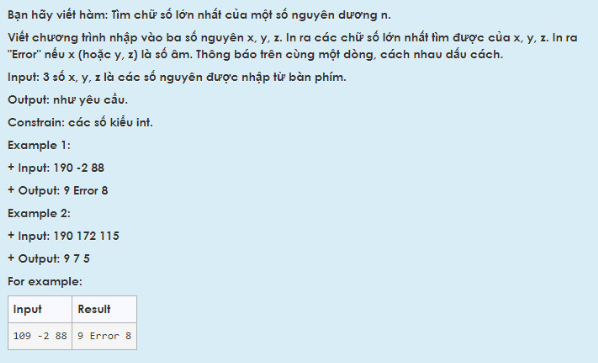 Bạn hãy viết hàm: Tìm chữ số lớn nhất của một số nguyên dương n.
Viết chương trình nhập vào ba số nguyên x, y, z. In ra các chữ số lớn nhất tìm được của x, y, z. In ra
"Error" nếu x (hoặc y, z) là số âm. Thông báo trên cùng một dòng, cách nhau dấu cách.
Input: 3 số x, y, z là các số nguyên được nhập từ bàn phím.
Output: như yêu cầu.
Constrain: các số kiểu int.
Example 1:
+ Input: 190 -2 88
+ Output: 9 Error 8
Example 2:
+ Input: 190 172 115
+ Output: 9 7 5
For example:
Input Result
109 -2 88 9 Error 8